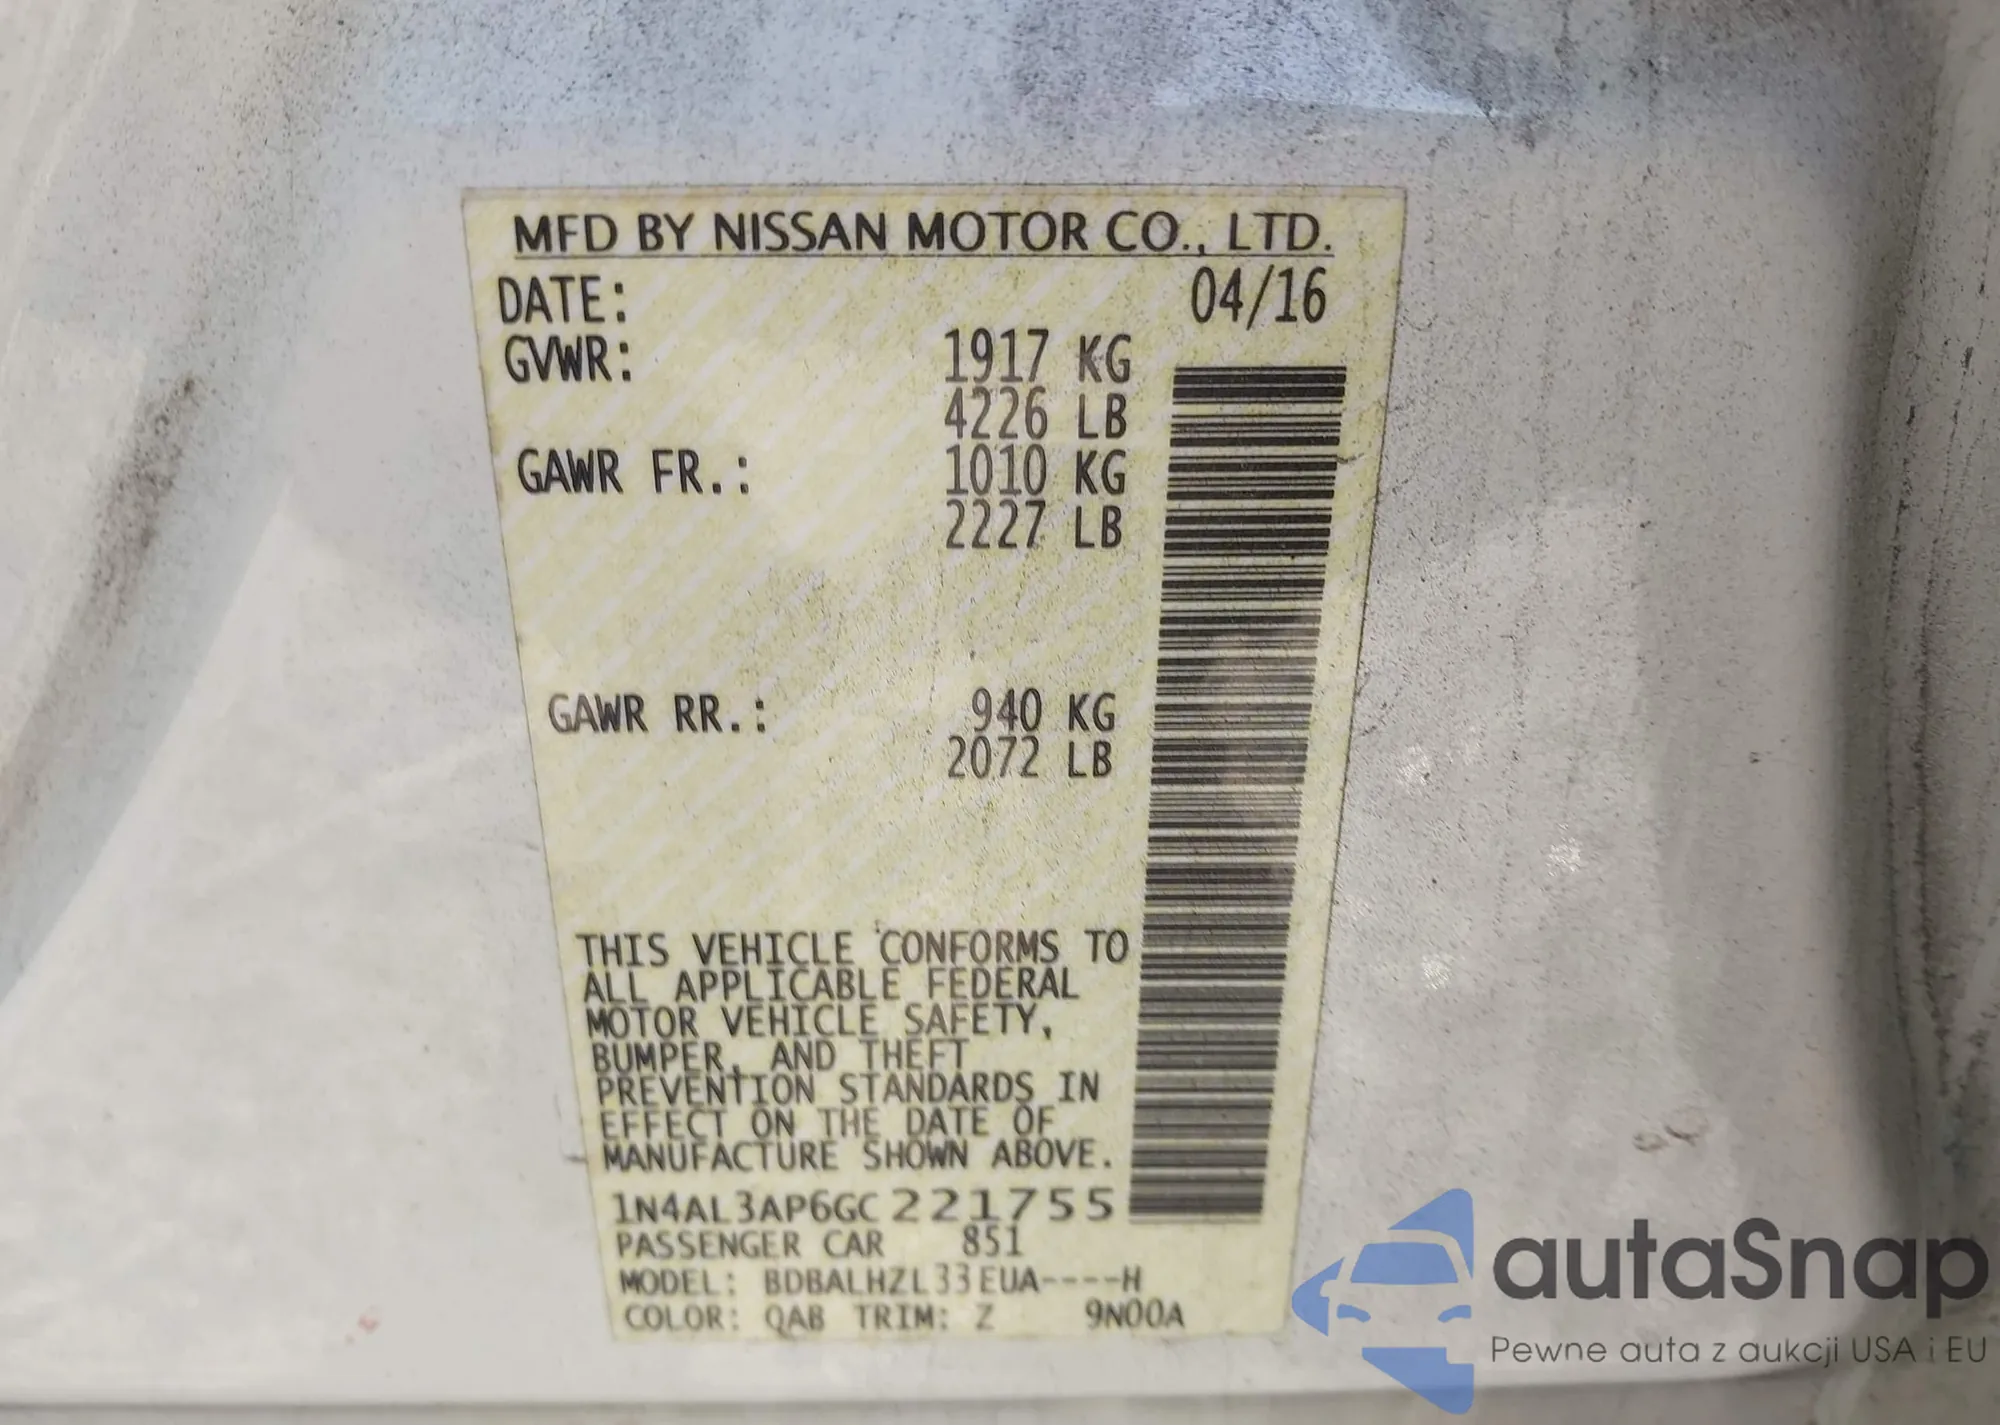 MFD BY NISSAN MOTOR CO., LTD.
DATE: 04/16
GVWR: 1917 KG
4226 LB
GAWR FR.: 1010 KG
2227 LB
GAWR RR.: 940 KG
2072 LB
THIS VEHICLE CONFORMS TO
ALL APPLICABLE FEDERAL
MOTOR VEHICLE SAFETY,
BUMPER, AND THEFT
PREVENTION STANDARDS IN
EFFECT ON THE DATE OF
MANUFACTURE SHOWN ABOVE.
1N4AL3AP6GC221755
PASSENGER CAR 851
MODEL: BDBALHZL33EUA----H
COLOR: QAB TRIM: Z 9N00A
autaSnap
Pewne auta z aukcji USA i EU